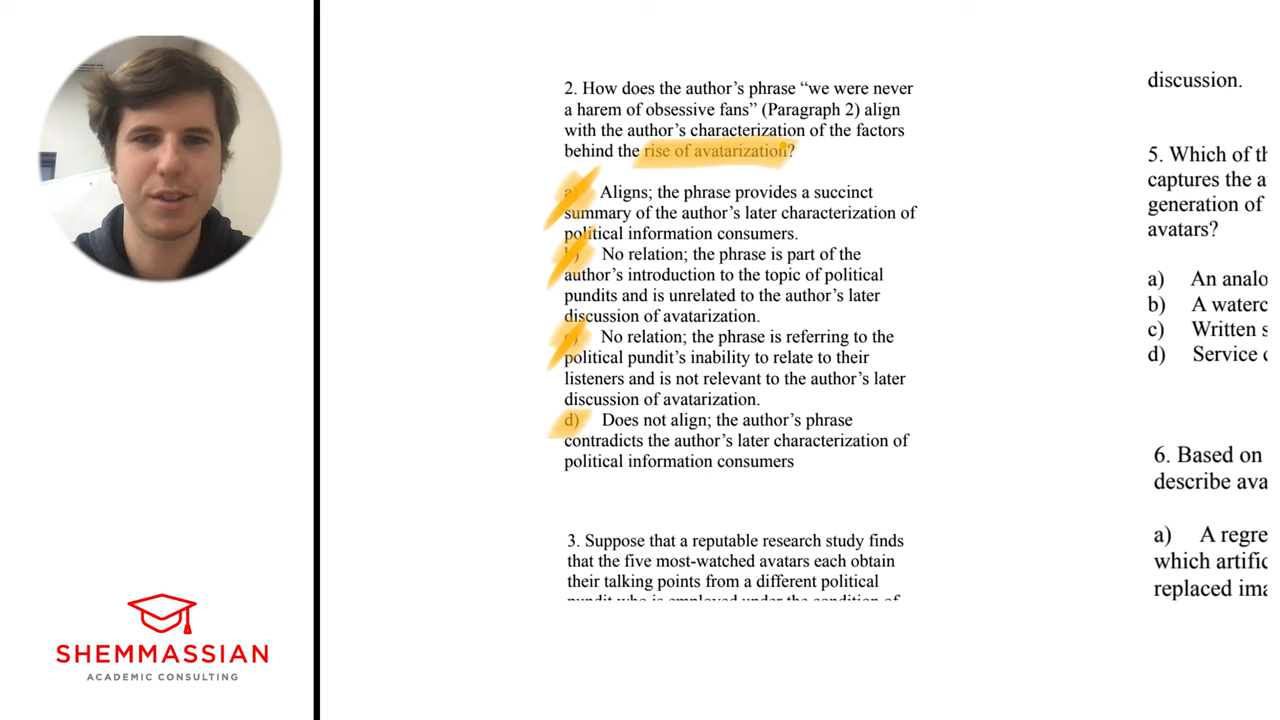 2. How does the author's phrase “we were never
a harem of obsessive fans” (Paragraph 2) align
with the author's characterization of the factors
behind the rise of avatarization?
a) Aligns; the phrase provides a succinct
summary of the author's later characterization of
political information consumers.
b) No relation; the phrase is part of the
author's introduction to the topic of political
pundits and is unrelated to the author's later
discussion of avatarization.
c) No relation; the phrase is referring to the
political pundit's inability to relate to their
listeners and is not relevant to the author's later
discussion of avatarization.
d) Does not align; the author's phrase
contradicts the author's later characterization of
political information consumers
3. Suppose that a reputable research study finds
that the five most-watched avatars each obtain
their talking points from a different political
pundit who is employed under the condition of
discussion.
5. Which of th
captures the a
generation of
avatars?
a) An analo
b) A waterc
c) Written s
d) Service c
6. Based on
describe ava
a) A regre
which artific
replaced ima
SHEMMASSIAN
ACADEMIC CONSULTING